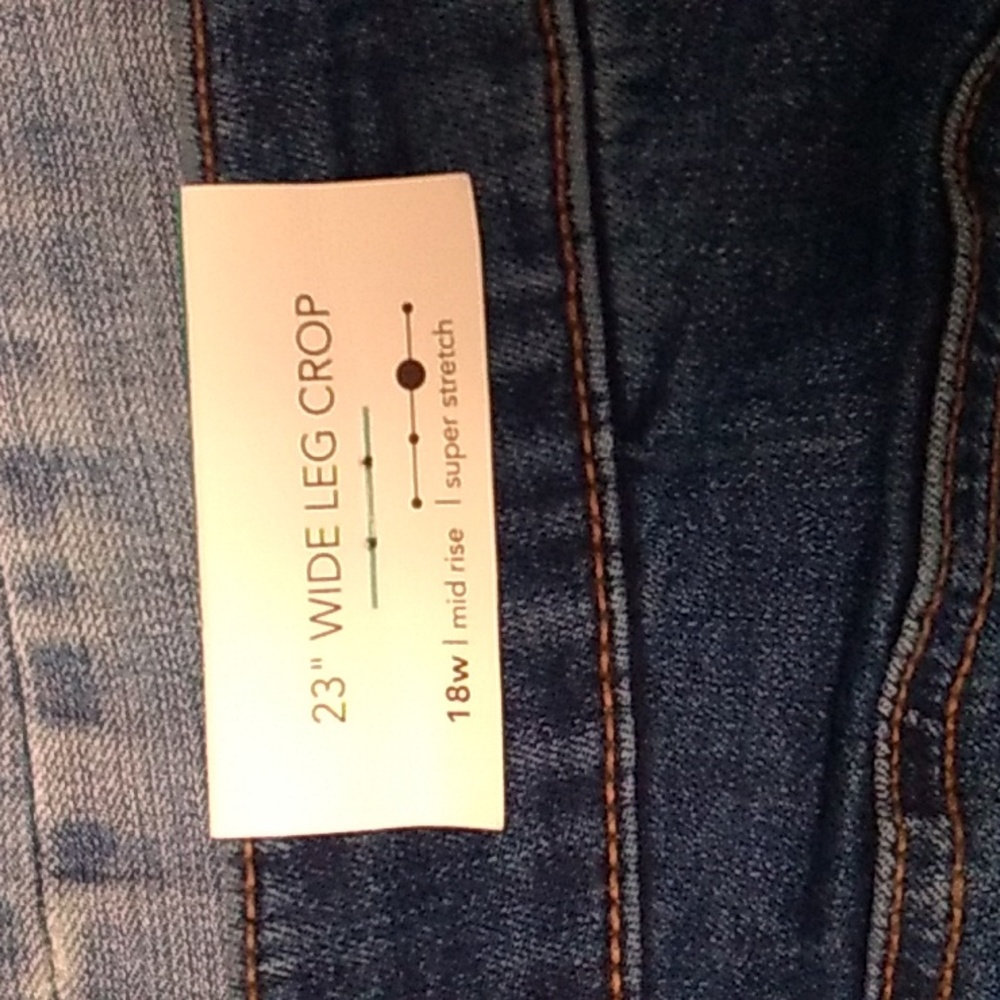 23" WIDE LEG CROP
18w | mid rise | super stretch